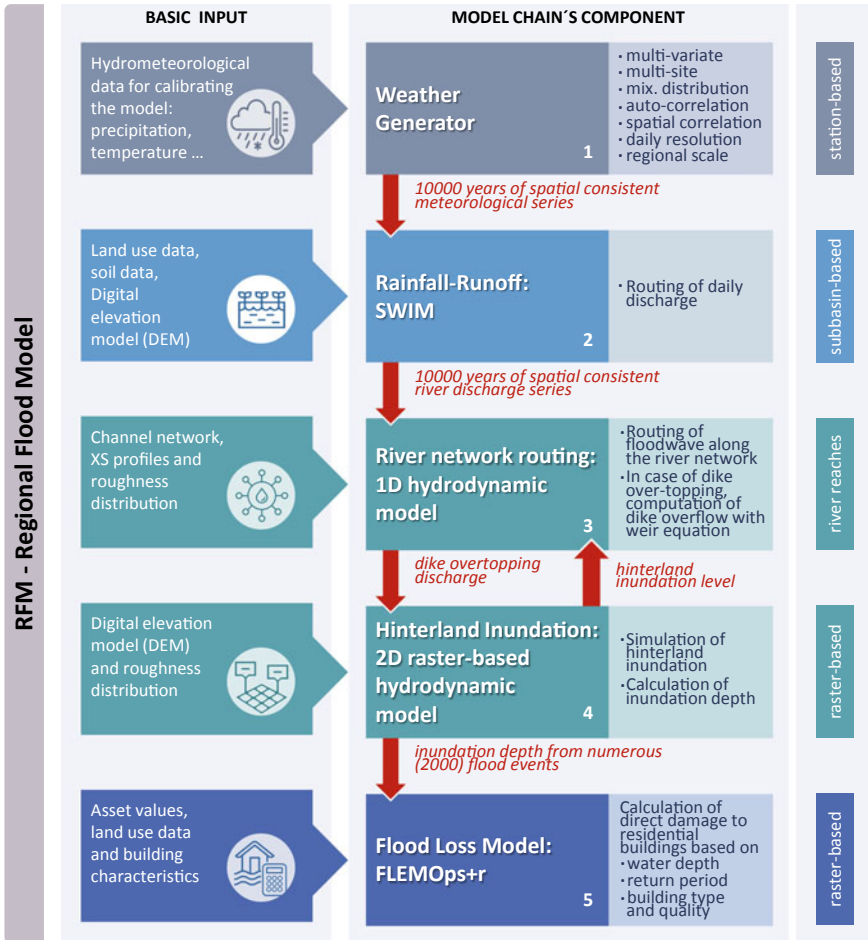 RFM - Regional Flood Model
BASIC INPUT
MODEL CHAIN´S COMPONENT
Hydrometeorological
data for calibrating
the model:
precipitation,
temperature ...
Weather
Generator
1
· multi-variate
· multi-site
· mix. distribution
· auto-correlation
· spatial correlation
· daily resolution
· regional scale
station-based
10000 years of spatial consistent
meteorological series
Land use data,
soil data,
Digital
elevation
model (DEM)
Rainfall-Runoff:
SWIM
2
· Routing of daily
discharge
subbasin-based
10000 years of spatial consistent
river discharge series
Channel network,
XS profiles and
roughness
distribution
River network routing:
1D hydrodynamic
model
3
· Routing of
floodwave along
the river network
· In case of dike
over-topping,
computation of
dike overflow with
weir equation
river reaches
dike overtopping
discharge
hinterland
inundation level
Digital elevation
model (DEM)
and roughness
distribution
Hinterland Inundation:
2D raster-based
hydrodynamic
model
4
· Simulation of
hinterland
inundation
· Calculation of
inundation depth
raster-based
inundation depth from numerous
(2000) flood events
Asset values,
land use data
and building
characteristics
Flood Loss Model:
FLEMOps+r
5
Calculation of
direct damage to
residential
buildings based on
· water depth
· return period
· building type
and quality
raster-based